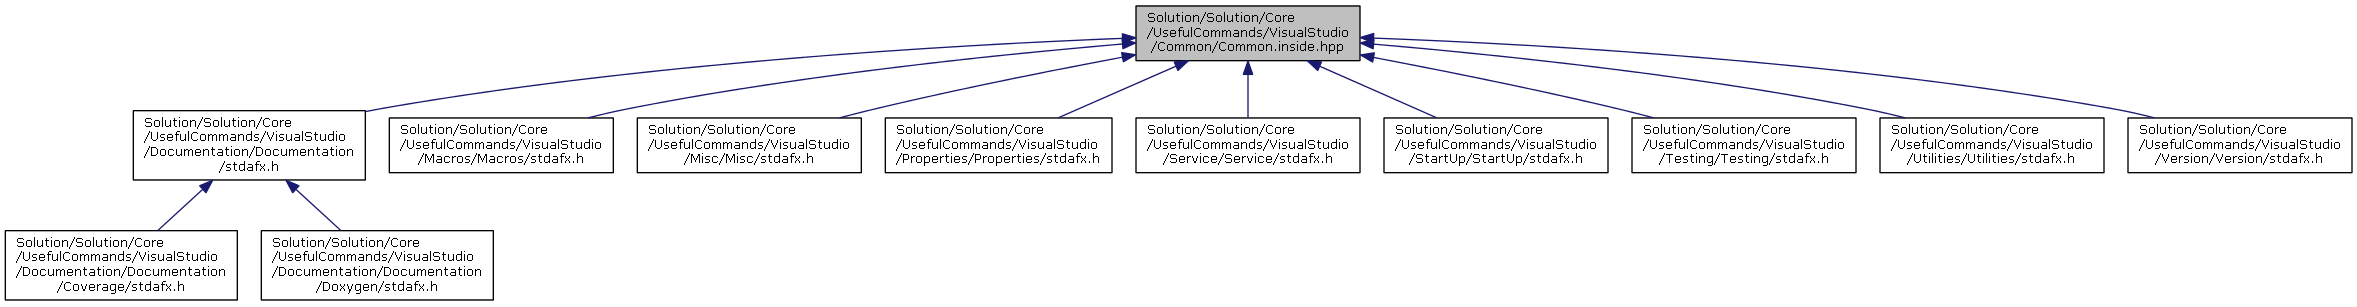 Solution/Solution/Core
/UsefulCommands/VisualStudio
/Common/Common.inside.hpp
Solution/Solution/Core
/UsefulCommands/VisualStudio
/Documentation/Documentation
/stdafx.h
Solution/Solution/Core
/UsefulCommands/VisualStudio
/Macros/Macros/stdafx.h
Solution/Solution/Core
/UsefulCommands/VisualStudio
/Misc/Misc/stdafx.h
Solution/Solution/Core
/UsefulCommands/VisualStudio
/Properties/Properties/stdafx.h
Solution/Solution/Core
/UsefulCommands/VisualStudio
/Service/Service/stdafx.h
Solution/Solution/Core
/UsefulCommands/VisualStudio
/StartUp/StartUp/stdafx.h
Solution/Solution/Core
/UsefulCommands/VisualStudio
/Testing/Testing/stdafx.h
Solution/Solution/Core
/UsefulCommands/VisualStudio
/Utilities/Utilities/stdafx.h
Solution/Solution/Core
/UsefulCommands/VisualStudio
/Version/Version/stdafx.h
Solution/Solution/Core
/UsefulCommands/VisualStudio
/Documentation/Documentation
/Coverage/stdafx.h
Solution/Solution/Core
/UsefulCommands/VisualStudio
/Documentation/Documentation
/Doxygen/stdafx.h